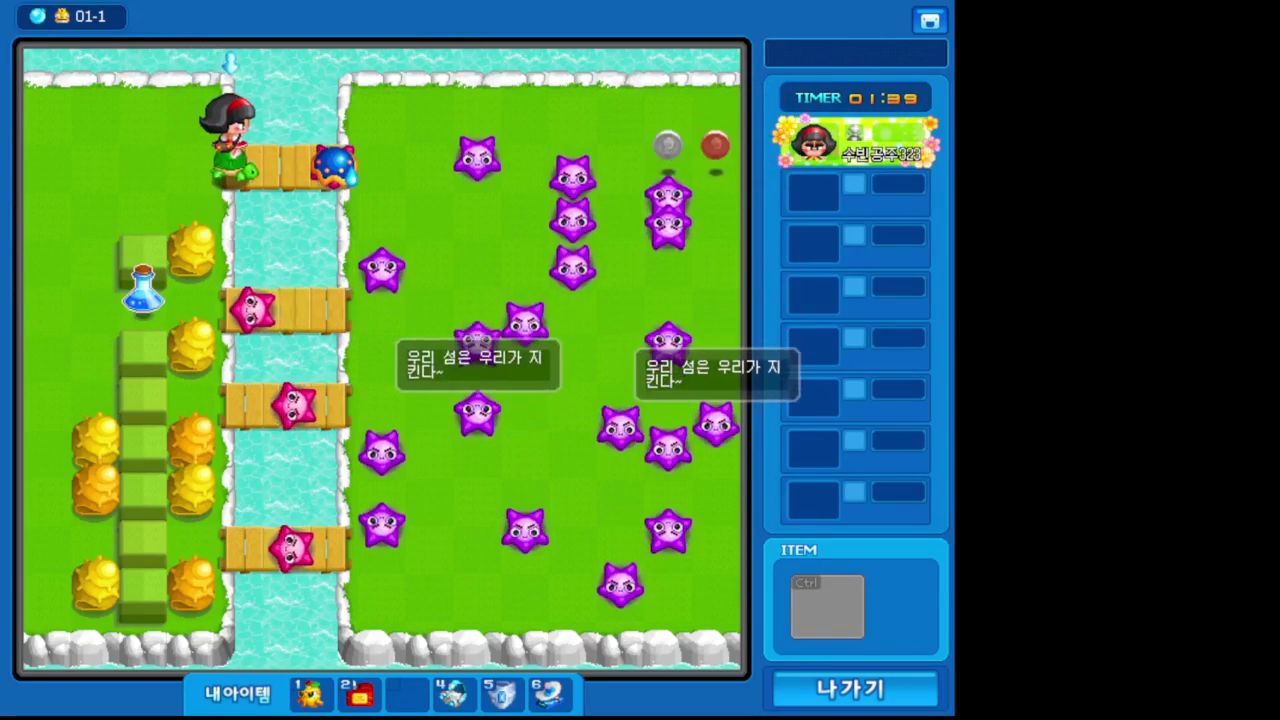 01-1
TIMER 01:39
수빈공주323
우리 섬은 우리가 지
킨다~
우리 섬은 우리가 지
킨다~
ITEM
Ctrl
내아이템
1
2
4
5
6
나가기